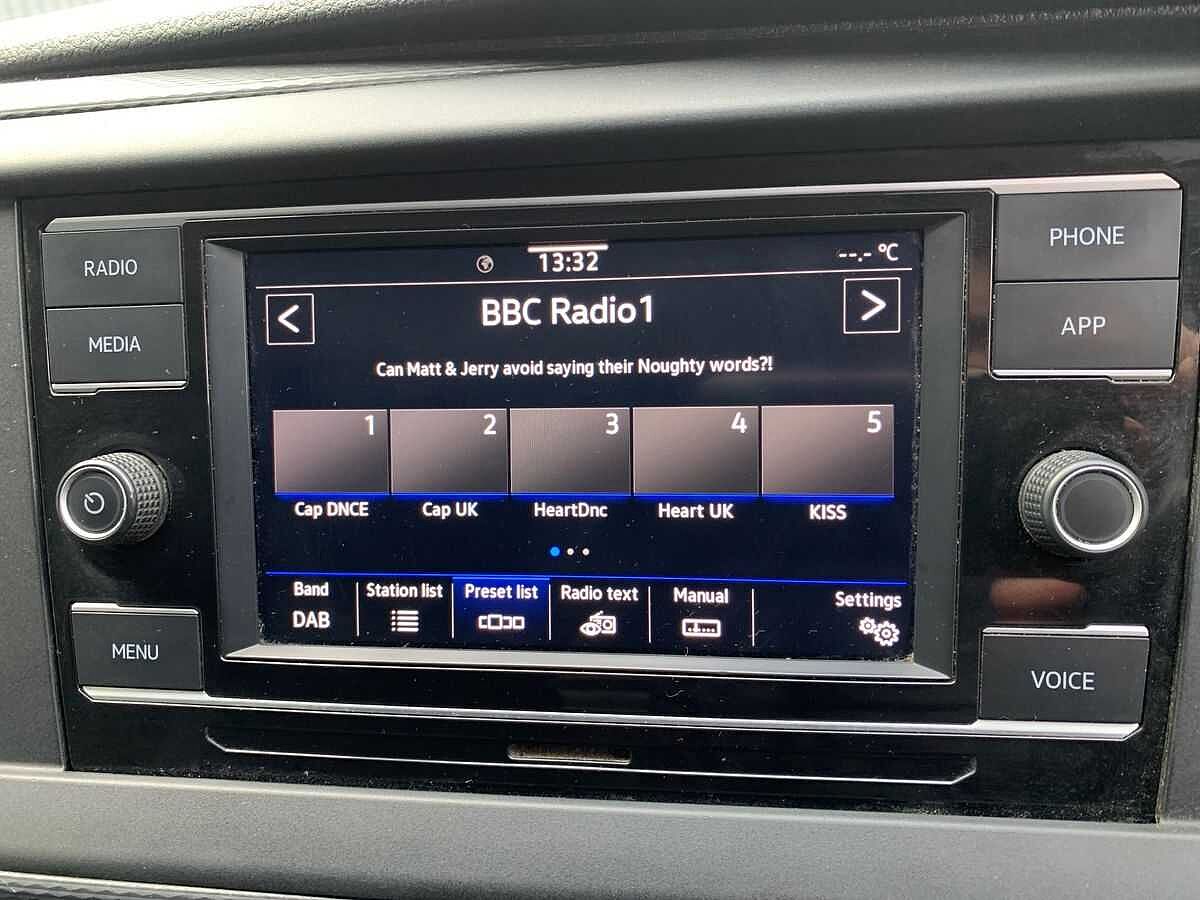 13:32
--.- °C
RADIO
MEDIA
MENU
PHONE
APP
VOICE
<
BBC Radio1
>
Can Matt & Jerry avoid saying their Noughty words?!
1 2 3 4 5
Cap DNCE Cap UK HeartDnc Heart UK KISS
Band Station list Preset list Radio text Manual Settings
DAB